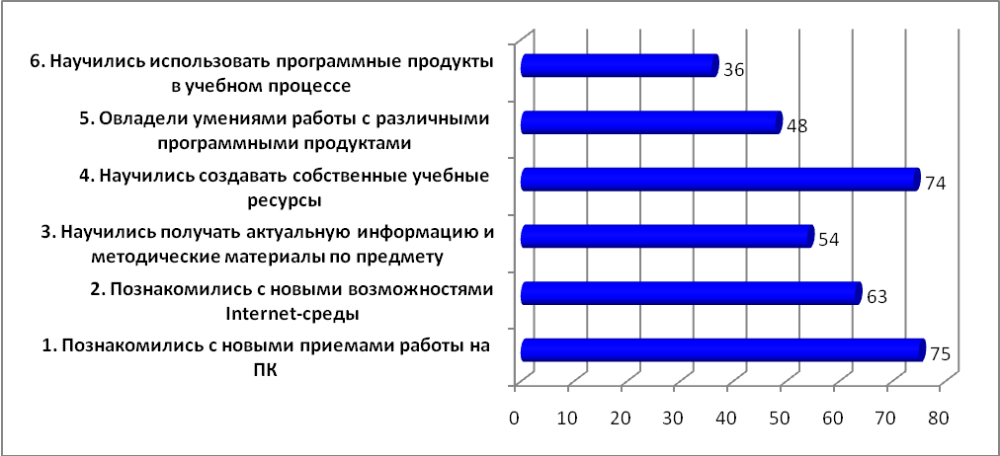 6. Научились использовать программные продукты
в учебном процессе
36
5. Овладели умениями работы с различными
программными продуктами
48
4. Научились создавать собственные учебные
ресурсы
74
3. Научились получать актуальную информацию и
методические материалы по предмету
54
2. Познакомились с новыми возможностями
Internet-среды
63
1. Познакомились с новыми приемами работы на
ПК
75
0 10 20 30 40 50 60 70 80